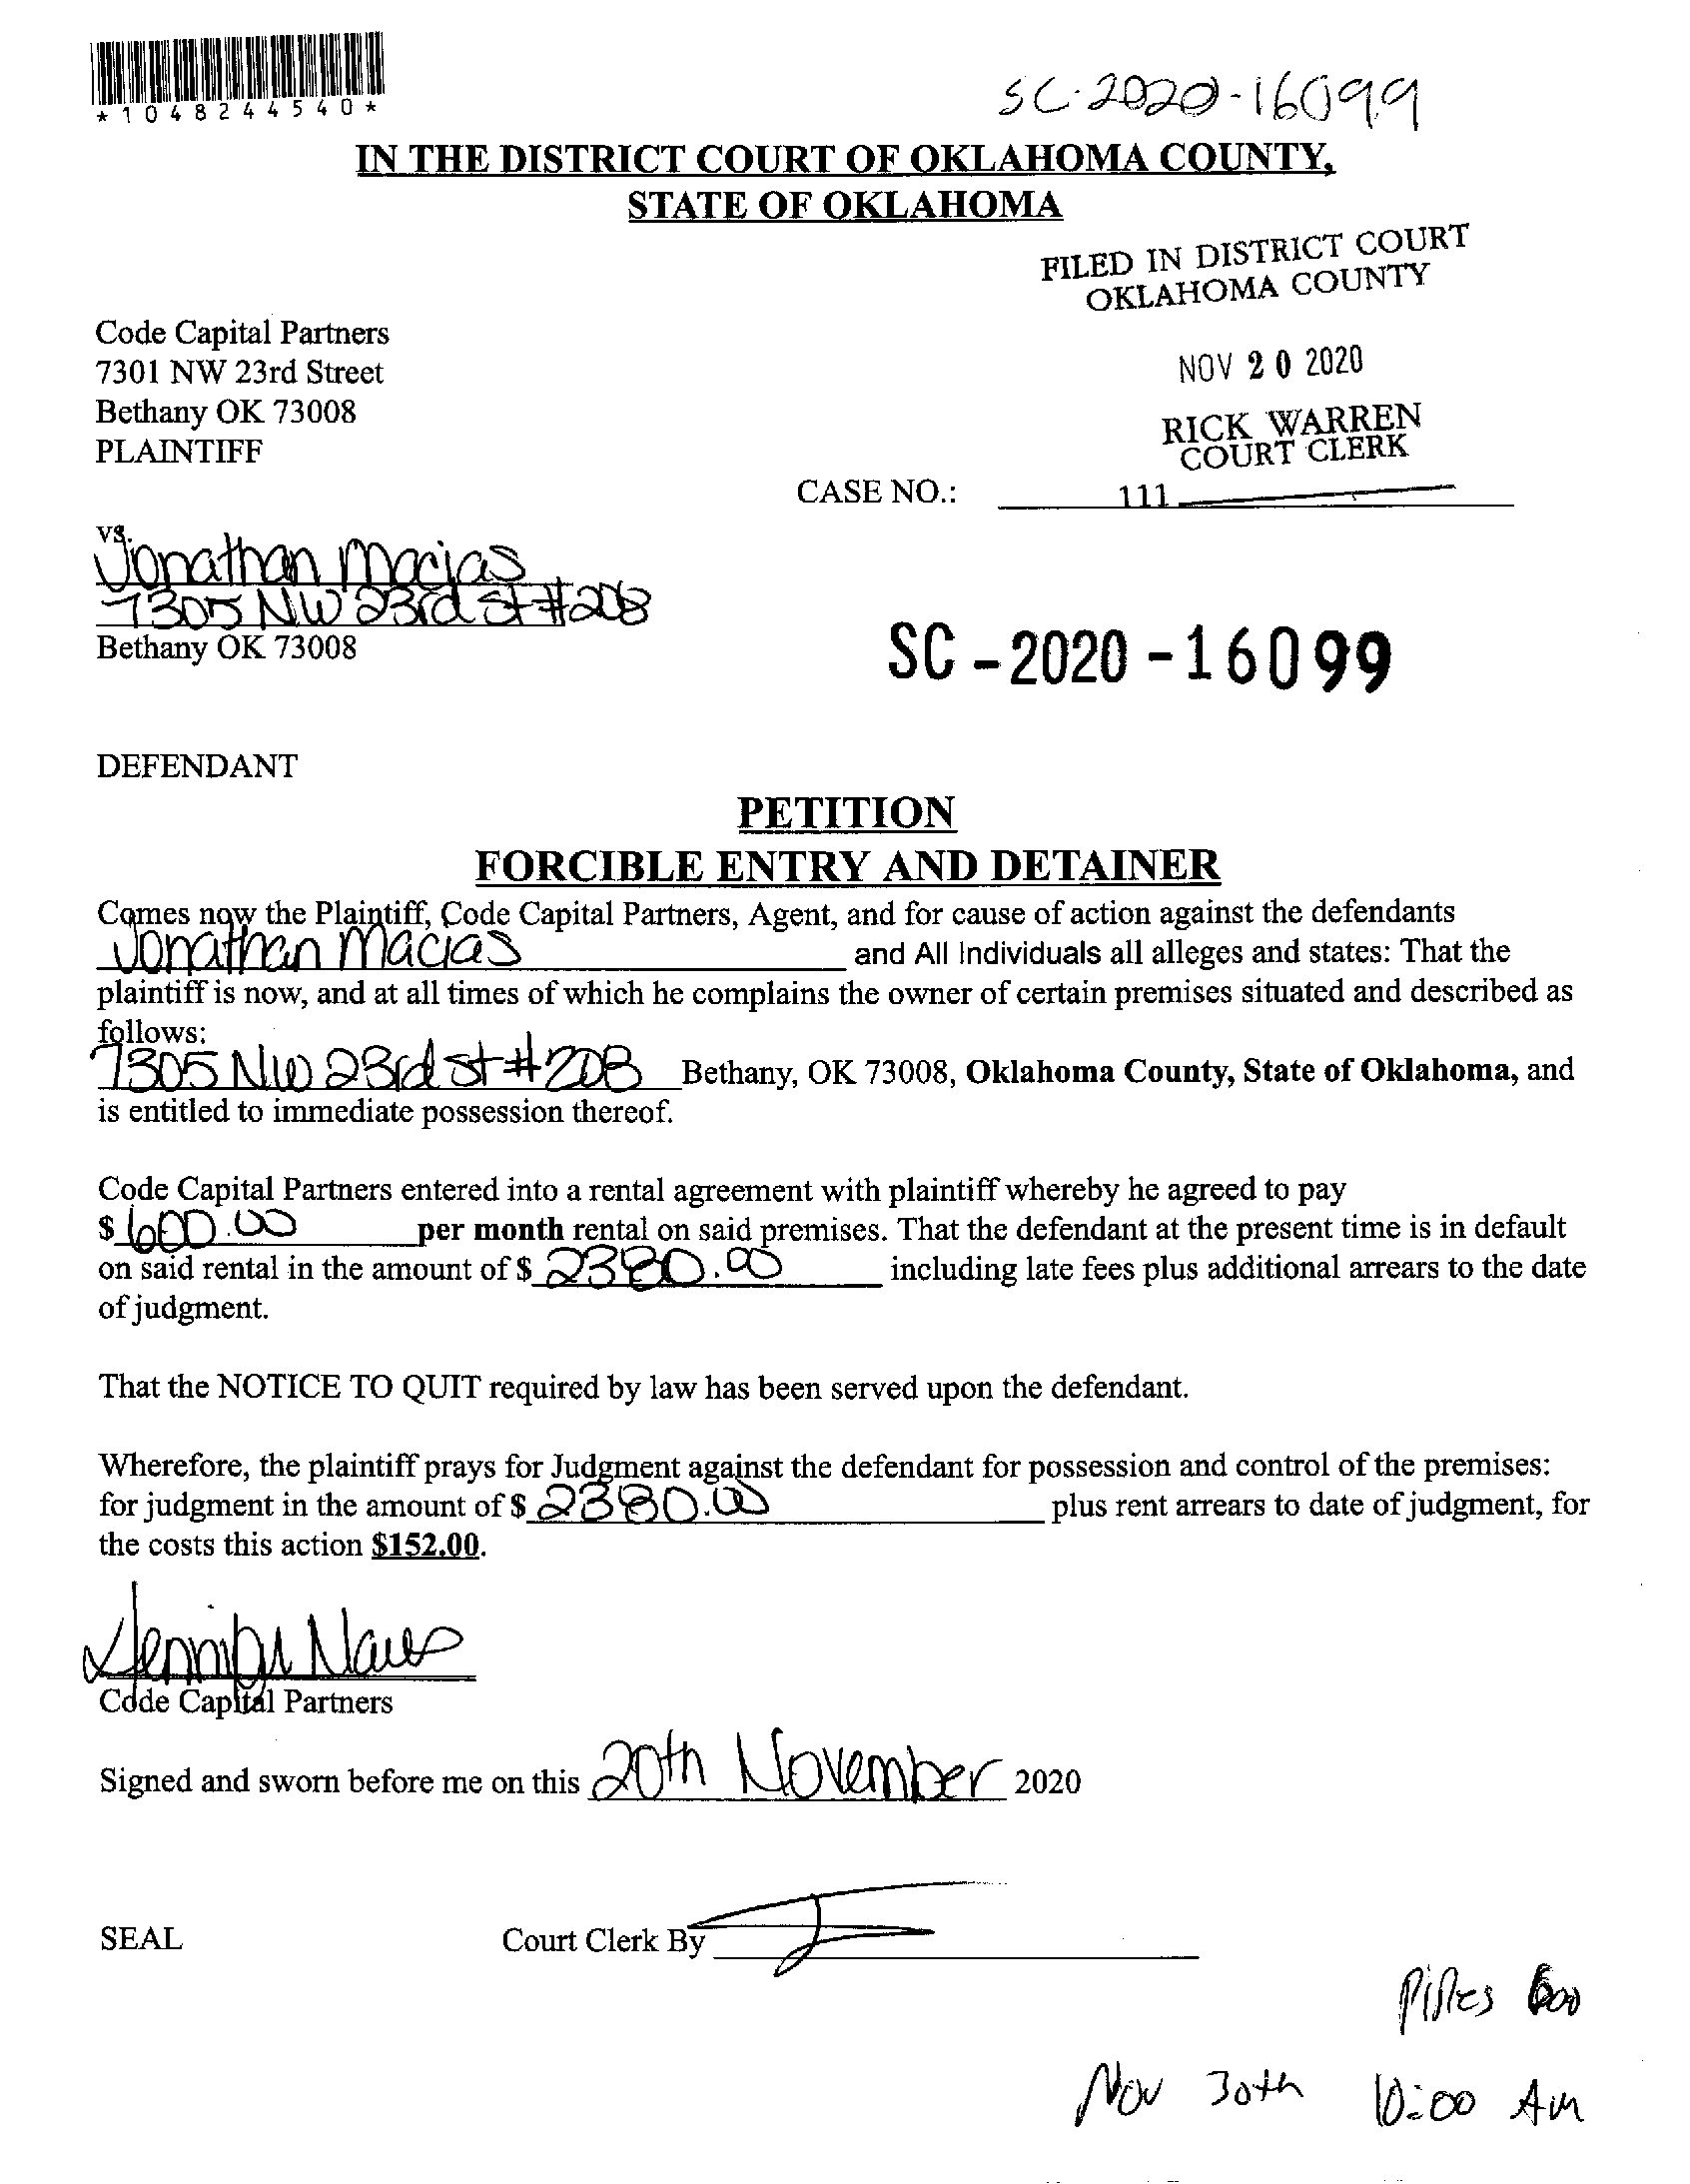 *1048244540*
SC-2020-16099
IN THE DISTRICT COURT OF OKLAHOMA COUNTY,
STATE OF OKLAHOMA
FILED IN DISTRICT COURT
OKLAHOMA COUNTY
Code Capital Partners
7301 NW 23rd Street
Bethany OK 73008
PLAINTIFF
NOV 20 2020
RICK WARREN
COURT CLERK
CASE NO.: 111
vs.
Jonathan Macias
7305 NW 23rd st #208
Bethany OK 73008
SC-2020-16099
DEFENDANT
PETITION
FORCIBLE ENTRY AND DETAINER
Comes now the Plaintiff, Code Capital Partners, Agent, and for cause of action against the defendants
Jonathan Macias and All Individuals all alleges and states: That the
plaintiff is now, and at all times of which he complains the owner of certain premises situated and described as
follows:
7305 NW 23rd st #208 Bethany, OK 73008, Oklahoma County, State of Oklahoma, and
is entitled to immediate possession thereof.
Code Capital Partners entered into a rental agreement with plaintiff whereby he agreed to pay
$ 600.00 per month rental on said premises. That the defendant at the present time is in default
on said rental in the amount of $ 2380.00 including late fees plus additional arrears to the date
of judgment.
That the NOTICE TO QUIT required by law has been served upon the defendant.
Wherefore, the plaintiff prays for Judgment against the defendant for possession and control of the premises:
for judgment in the amount of $ 2380.00 plus rent arrears to date of judgment, for
the costs this action $152.00.
Code Capital Partners
Signed and sworn before me on this 20th November 2020
SEAL Court Clerk By
Nov 30th 10:00 AM